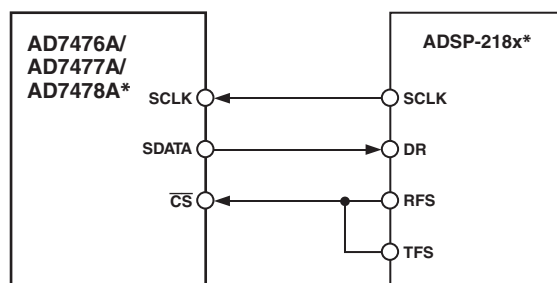 AD7476A/
AD7477A/
AD7478A*
ADSP-218x*
SCLK
SCLK
SDATA
DR
CS
RFS
TFS